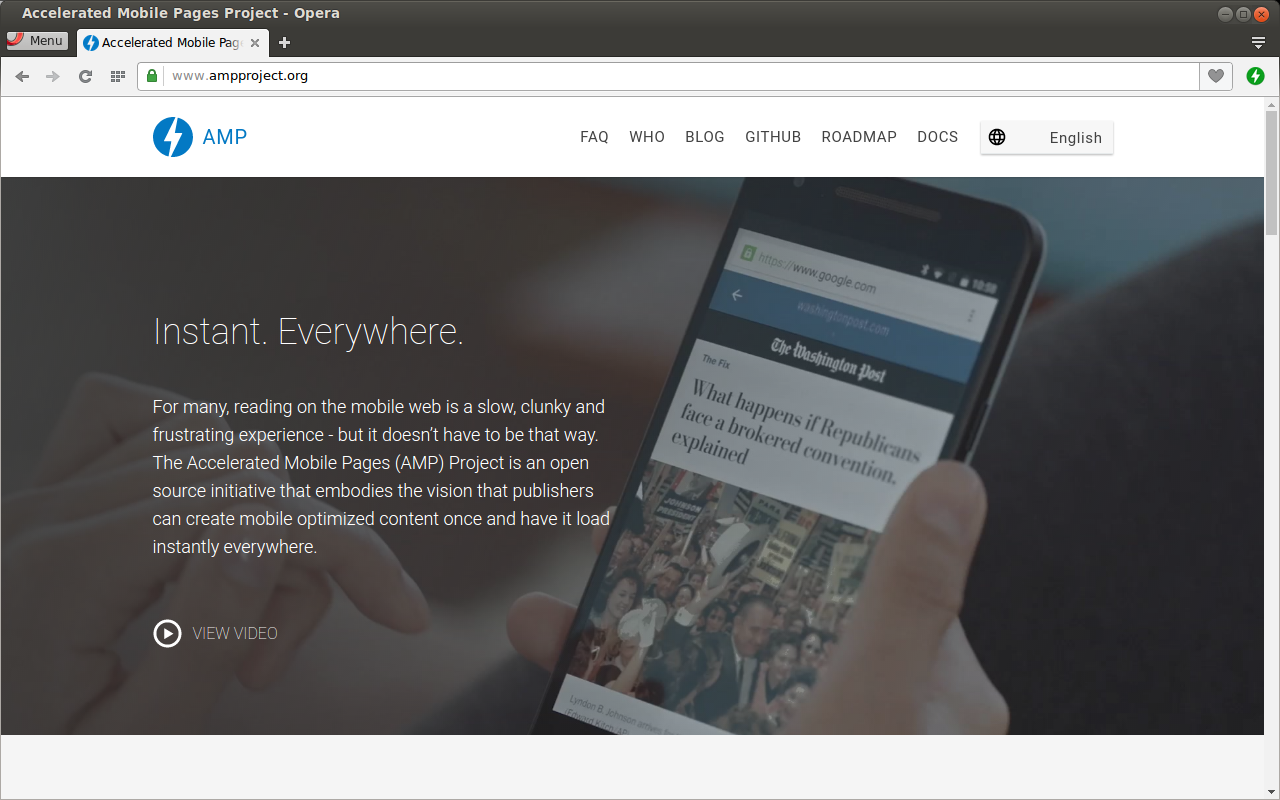 Accelerated Mobile Pages Project - Opera
Menu
Accelerated Mobile Pag
www.ampproject.org
AMP
FAQ WHO BLOG GITHUB ROADMAP DOCS English
10:58
https://www.google.com
washingtonpost.com
The Washington Post
The Fix
What happens if Republicans
face a brokered convention,
explained
JOHNSON
PRESIDENT
PARA
Instant. Everywhere.
For many, reading on the mobile web is a slow, clunky and
frustrating experience - but it doesn’t have to be that way.
The Accelerated Mobile Pages (AMP) Project is an open
source initiative that embodies the vision that publishers
can create mobile optimized content once and have it load
instantly everywhere.
VIEW VIDEO
Lyndon B. Johnson